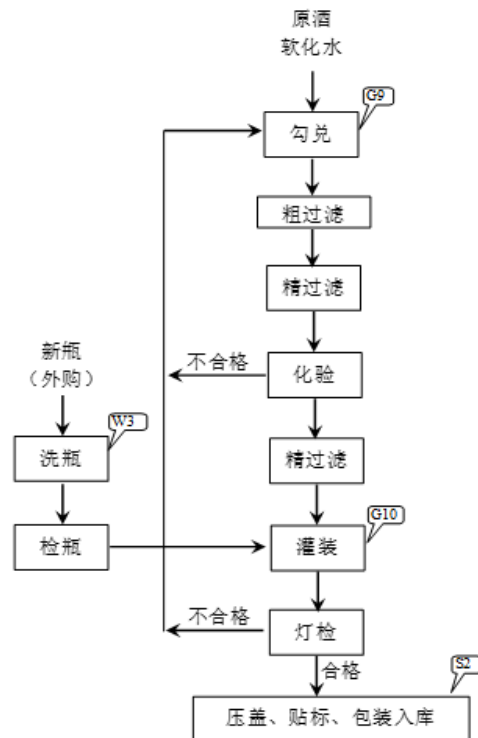 原酒
软化水
G9
勾兑
粗过滤
精过滤
新瓶
（外购）
不合格
化验
W3
洗瓶
精过滤
G10
检瓶
灌装
不合格
灯检
合格
S2
压盖、贴标、包装入库